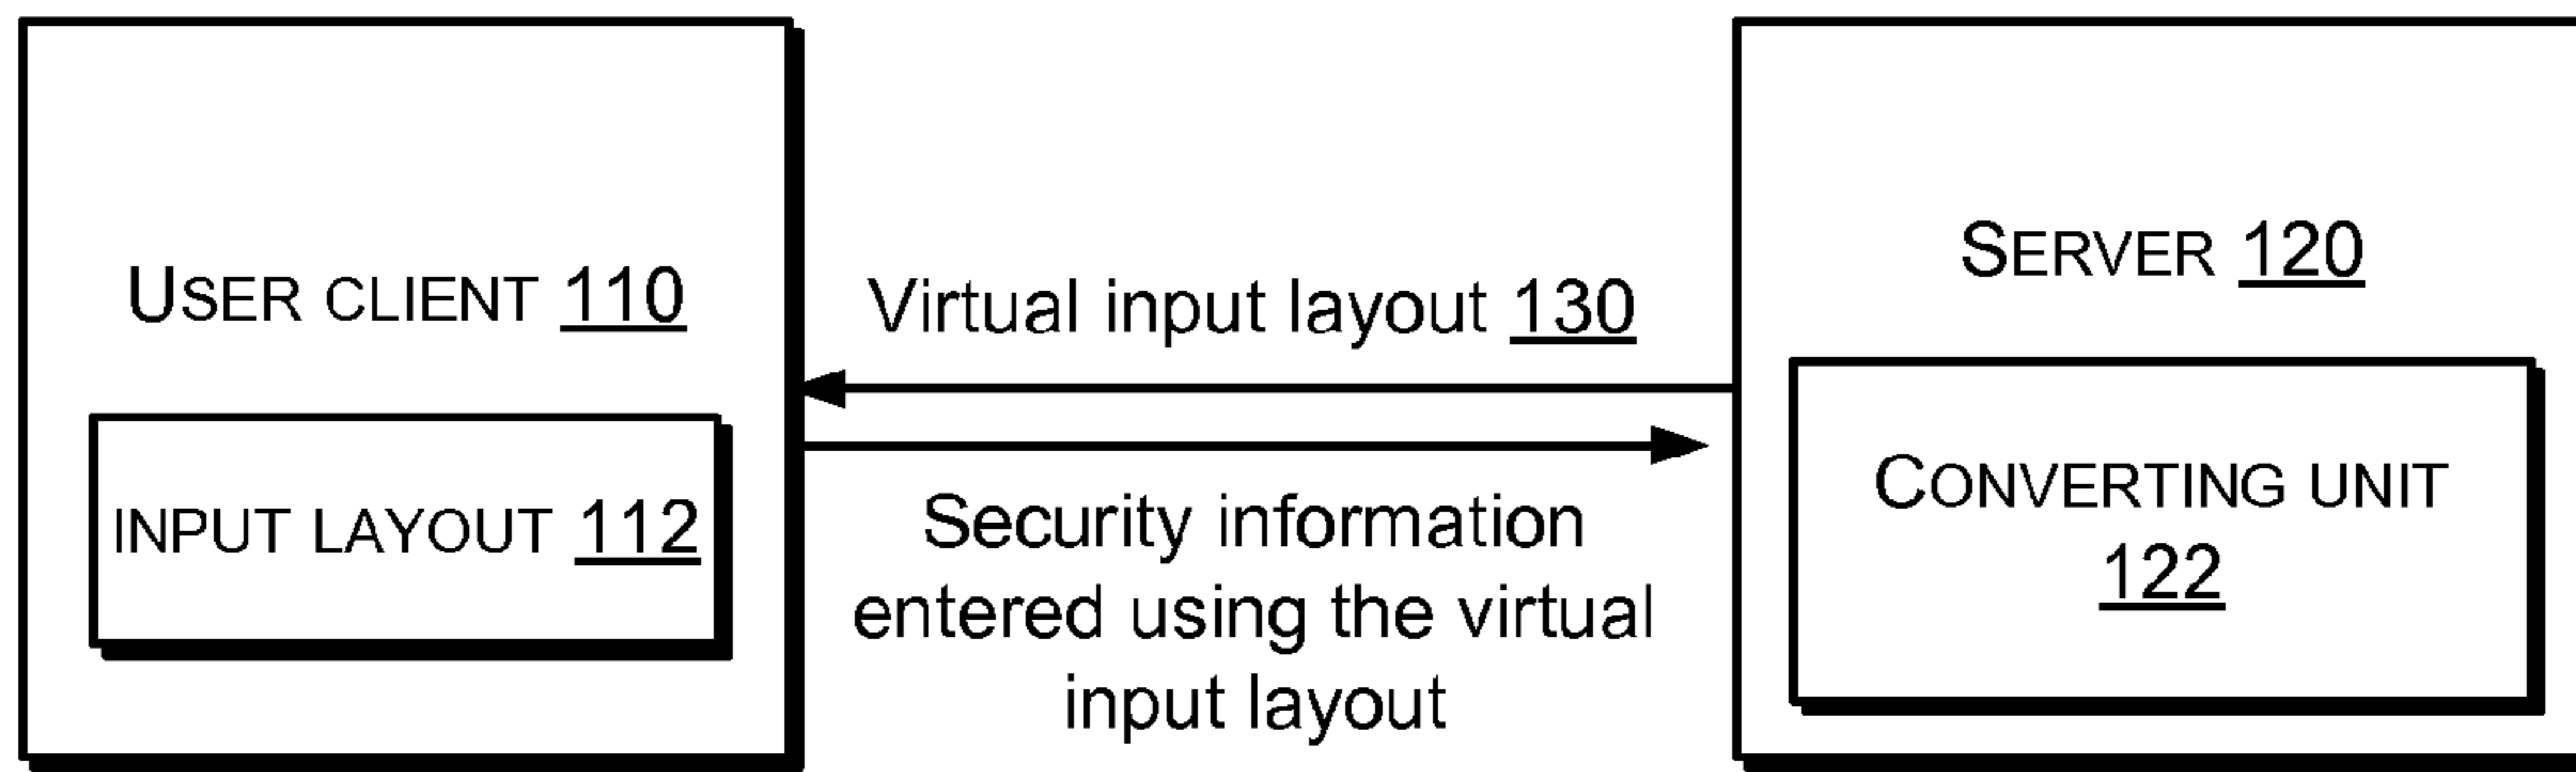 USER CLIENT 110
INPUT LAYOUT 112
Virtual input layout 130
Security information
entered using the virtual
input layout
SERVER 120
CONVERTING UNIT
122